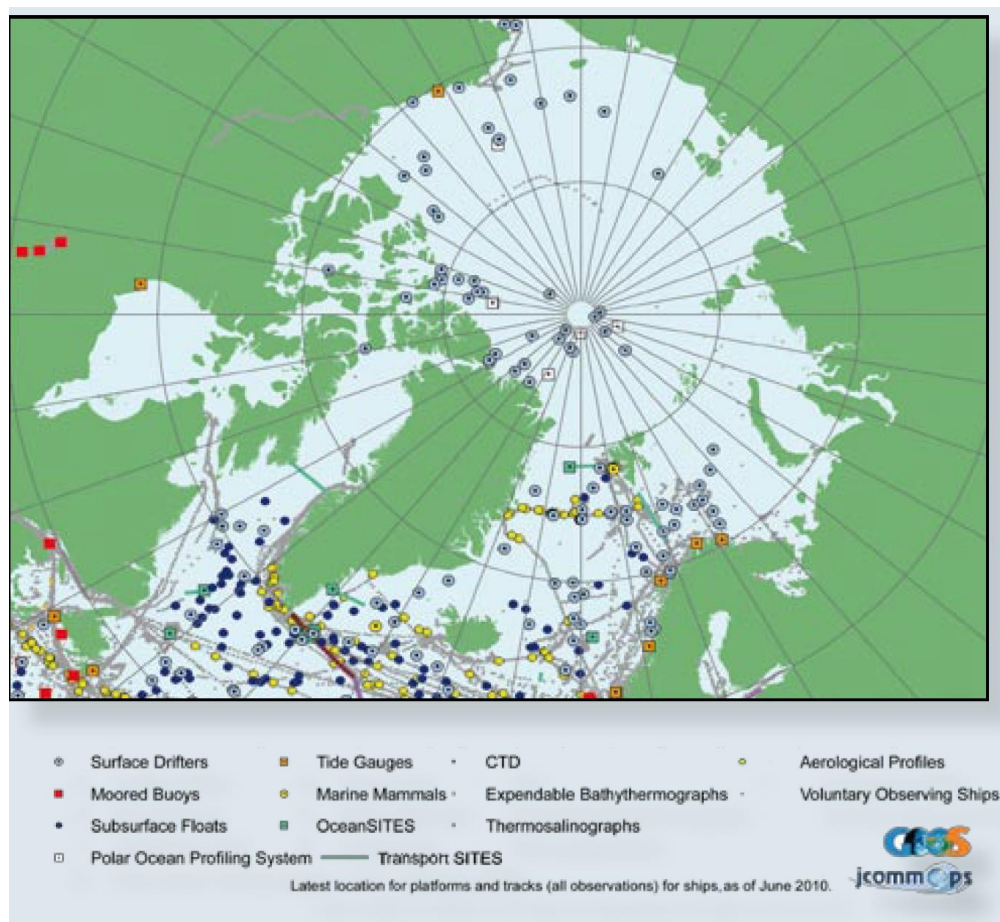 Surface Drifters
Tide Gauges
CTD
Aerological Profiles
Moored Buoys
Marine Mammals
Expendable Bathythermographs
Voluntary Observing Ships
Subsurface Floats
OceanSITES
Thermosalinographs
Polar Ocean Profiling System
Transport SITES
Latest location for platforms and tracks (all observations) for ships, as of June 2010.
GOOS
jcommops